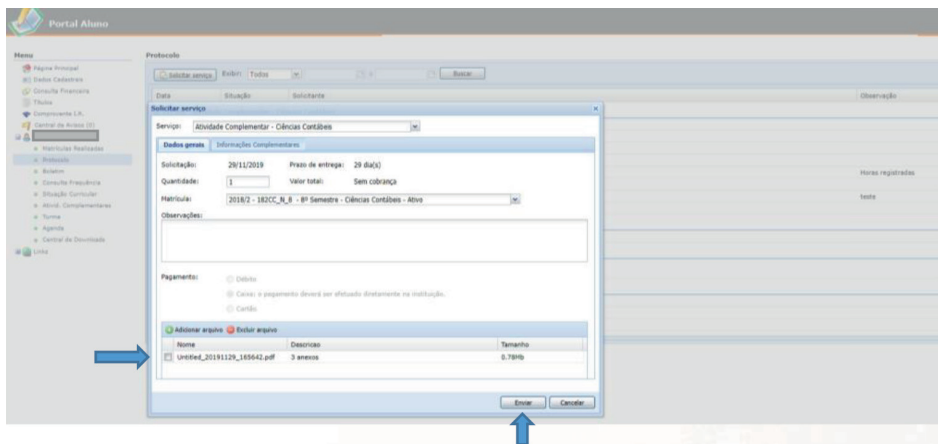 Portal Aluno
Menu
Página Principal
Dados Cadastrais
Consulta Financeira
Títulos
Comprovante I.R.
Central de Avisos (0)
Matrículas Realizadas
Protocolo
Boletim
Consulta Frequência
Situação Curricular
Ativid. Complementares
Turma
Agenda
Central de Downloads
Links
Protocolo
Solicitar serviço Exibir: Todos Buscar
Data Situação Solicitante Observação
Horas registradas
teste
Solicitar serviço
Serviço: Atividade Complementar - Ciências Contábeis
Dados gerais Informações Complementares
Solicitação: 29/11/2019 Prazo de entrega: 29 dia(s)
Quantidade: 1 Valor total: Sem cobrança
Matrícula: 2018/2 - 182CC_N_8 - 8º Semestre - Ciências Contábeis - Ativo
Observações:
Pagamento: Débito
Caixa: o pagamento deverá ser efetuado diretamente na instituição.
Cartão
Adicionar arquivo Excluir arquivo
Nome Descricao Tamanho
Untitled_20191129_185642.pdf 3 anexos 0.78Mb
Enviar Cancelar